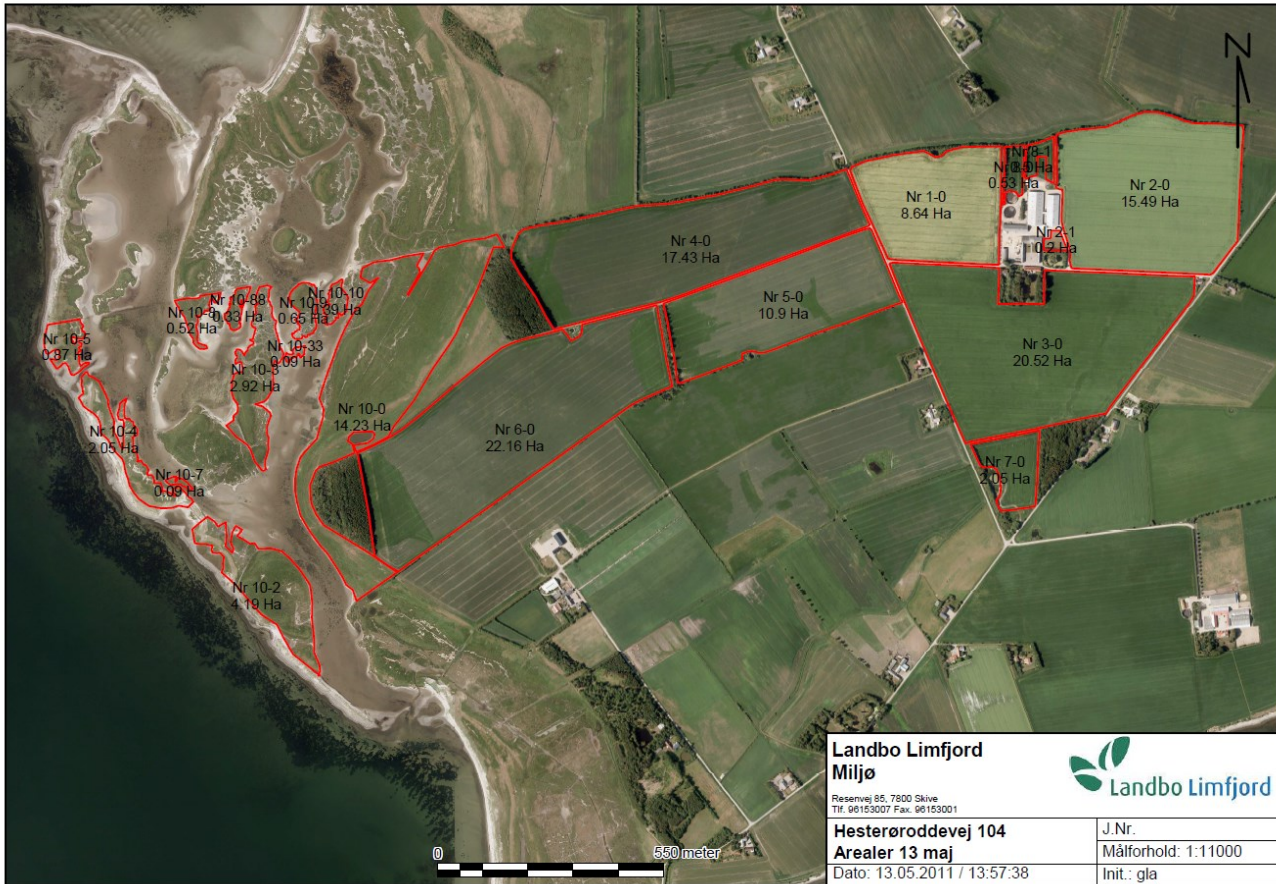 N
Nr 8-1
0.53 Ha
Nr 1-0
8.64 Ha
Nr 2-0
15.49 Ha
Nr 2-1
0.2 Ha
Nr 4-0
17.43 Ha
Nr 5-0
10.9 Ha
Nr 3-0
20.52 Ha
Nr 7-0
2.05 Ha
Nr 6-0
22.16 Ha
Nr 10-0
14.23 Ha
Nr 10-10
0.39 Ha
Nr 10-9
0.65 Ha
Nr 10-88
0.33 Ha
0.52 Ha
Nr 10-33
0.09 Ha
Nr 10-3
2.92 Ha
Nr 10-5
0.87 Ha
Nr 10-4
2.05 Ha
Nr 10-7
0.09 Ha
Nr 10-2
4.19 Ha
0 550 meter
Landbo Limfjord
Miljø
Resenvej 85, 7800 Skive
Tlf. 96153007 Fax. 96153001
Landbo Limfjord
Hesterøroddevej 104
Arealer 13 maj
Dato: 13.05.2011 / 13:57:38
J.Nr.
Målforhold: 1:11000
Init.: gla